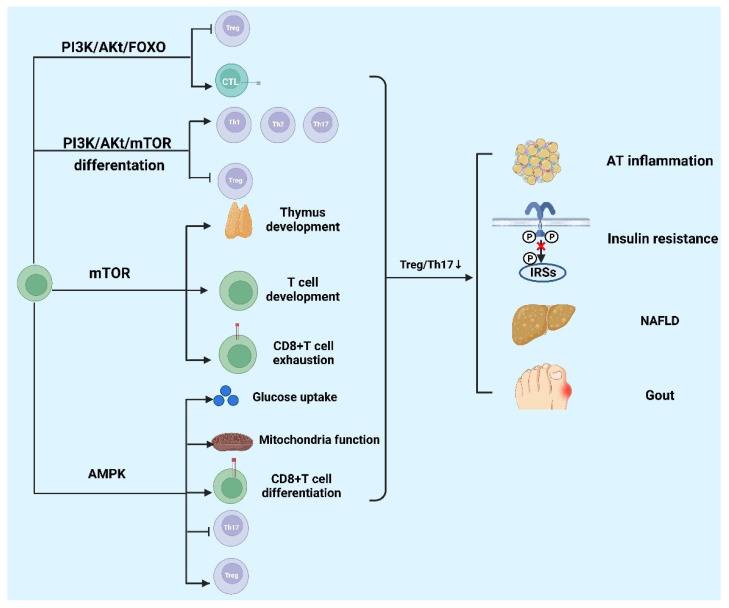 Treg
PI3K/AKt/FOXO
CTL
Th1 Th2 Th17
PI3K/AKt/mTOR
differentation
Treg
Thymus
development
mTOR
T cell
development
CD8+T cell
exhaustion
Glucose uptake
Mitochondria function
AMPK
CD8+T cell
differentiation
Th17
Treg
Treg/Th17↓
AT inflammation
P P
P
IRSs
Insulin resistance
NAFLD
Gout